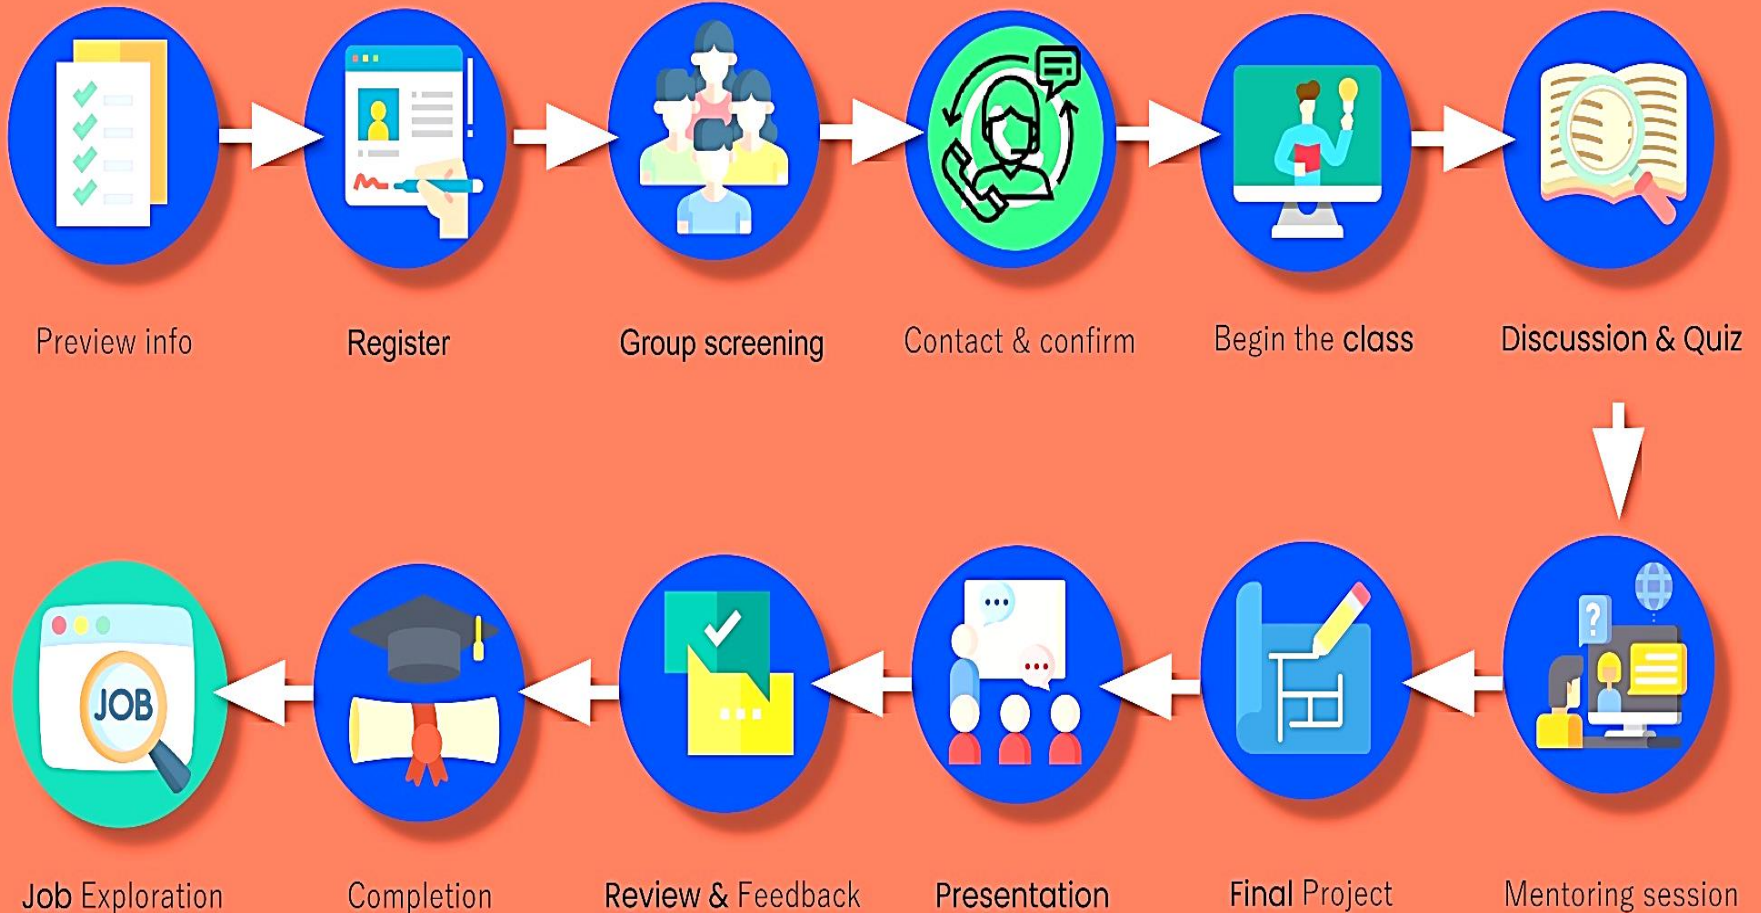 Preview info
Register
Group screening
Contact & confirm
Begin the class
Discussion & Quiz
?
Mentoring session
Final Project
Presentation
Review & Feedback
Completion
JOB
Job Exploration